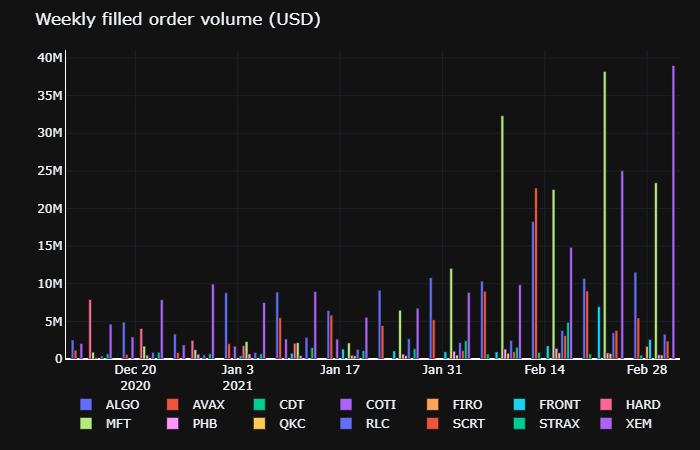 Weekly filled order volume (USD)
40M
35M
30M
25M
20M
15M
10M
5M
0
Dec 20 Jan 3 Jan 17 Jan 31 Feb 14 Feb 28
2020 2021
ALGO AVAX CDT COTI FIRO FRONT HARD
MFT PHB QKC RLC SCRT STRAX XEM